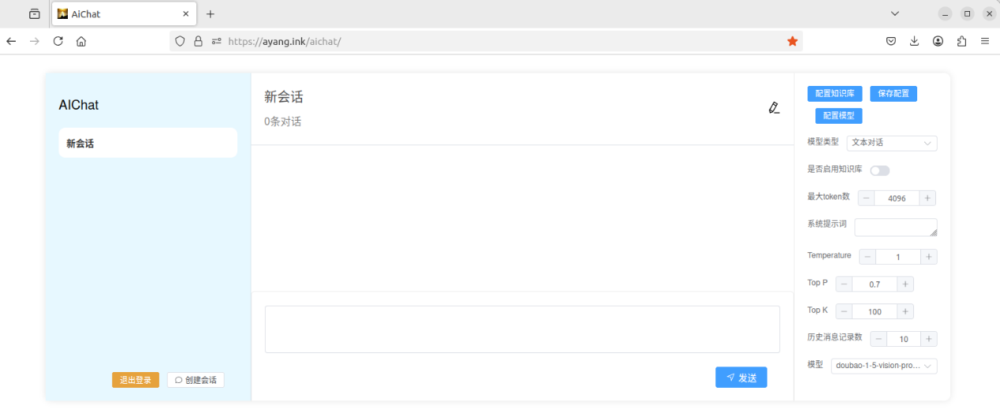 AiChat
https://ayang.ink/aichat/
AIChat
新会话
退出登录 创建会话
新会话
0条对话
发送
配置知识库 保存配置
配置模型
模型类型 文本对话
是否启用知识库
最大token数 4096
系统提示词
Temperature 1
Top P 0.7
Top K 100
历史消息记录数 10
模型 doubao-1-5-vision-pro...